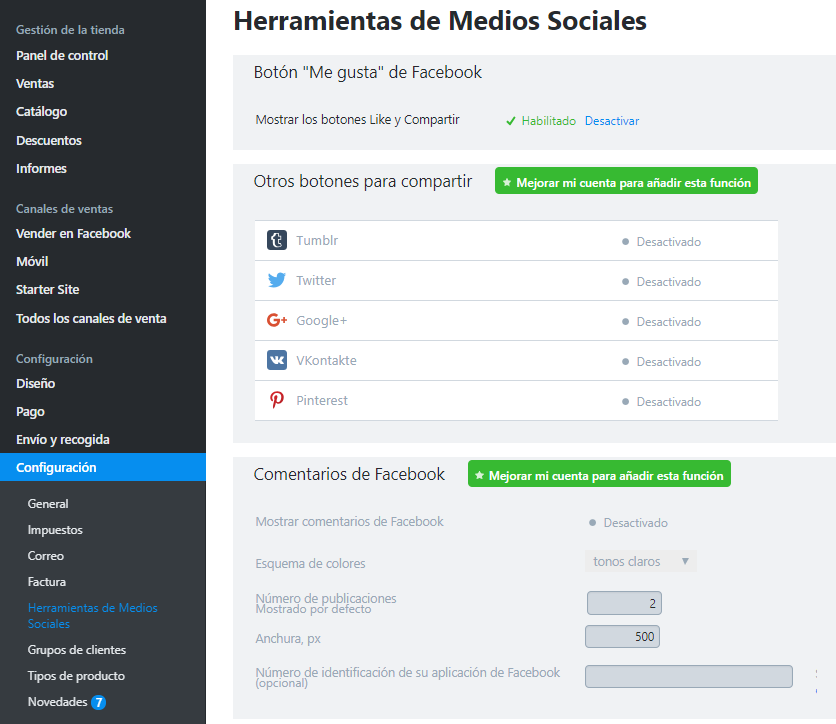 Gestión de la tienda
Panel de control
Ventas
Catálogo
Descuentos
Informes
Canales de ventas
Vender en Facebook
Móvil
Starter Site
Todos los canales de venta
Configuración
Diseño
Pago
Envío y recogida
Configuración
General
Impuestos
Correo
Factura
Herramientas de Medios
Sociales
Grupos de clientes
Tipos de producto
Novedades 7
Herramientas de Medios Sociales
Botón "Me gusta" de Facebook
Mostrar los botones Like y Compartir Habilitado Desactivar
Otros botones para compartir Mejorar mi cuenta para añadir esta función
Tumblr Desactivado
Twitter Desactivado
Google+ Desactivado
VKontakte Desactivado
Pinterest Desactivado
Comentarios de Facebook Mejorar mi cuenta para añadir esta función
Mostrar comentarios de Facebook Desactivado
Esquema de colores tonos claros
Número de publicaciones 2
Mostrado por defecto
Anchura, px 500
Número de identificación de su aplicación de Facebook
(opcional)